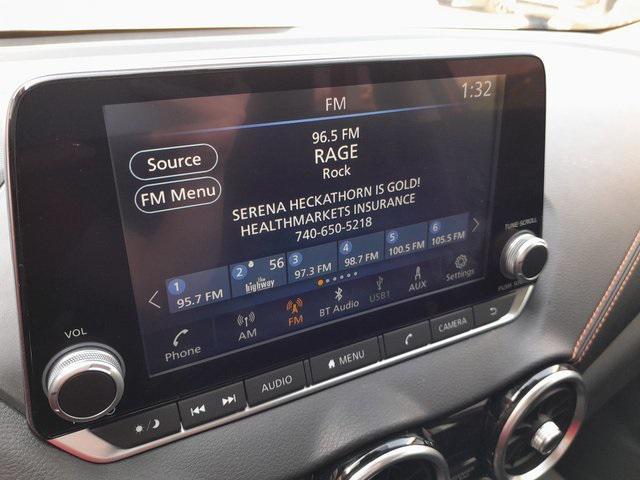 FM
1:32
96.5 FM
RAGE
Rock
Source
FM Menu
SERENA HECKATHORN IS GOLD!
HEALTHMARKETS INSURANCE
740-650-5218
1 95.7 FM
2 56 the highway
3 97.3 FM
4 98.7 FM
5 100.5 FM
6 105.5 FM
Phone
AM
FM
BT Audio
USB1
AUX
Settings
VOL
TUNE·SCROLL
PUSH
AUDIO
MENU
CAMERA